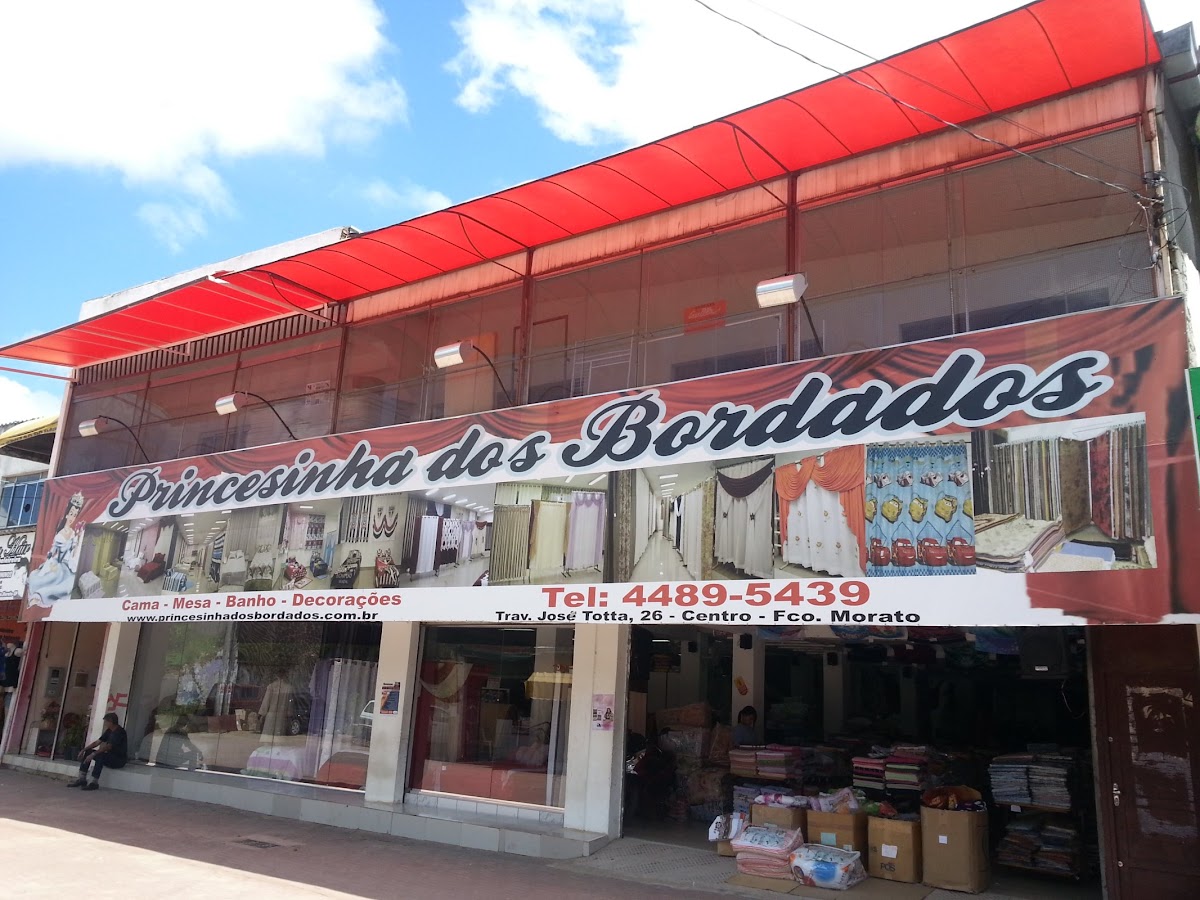 Princesinha dos Bordados
Cama - Mesa - Banho - Decorações
www.princesinhadosbordados.com.br
Tel: 4489-5439
Trav. José Totta, 26 - Centro - Fco. Morato